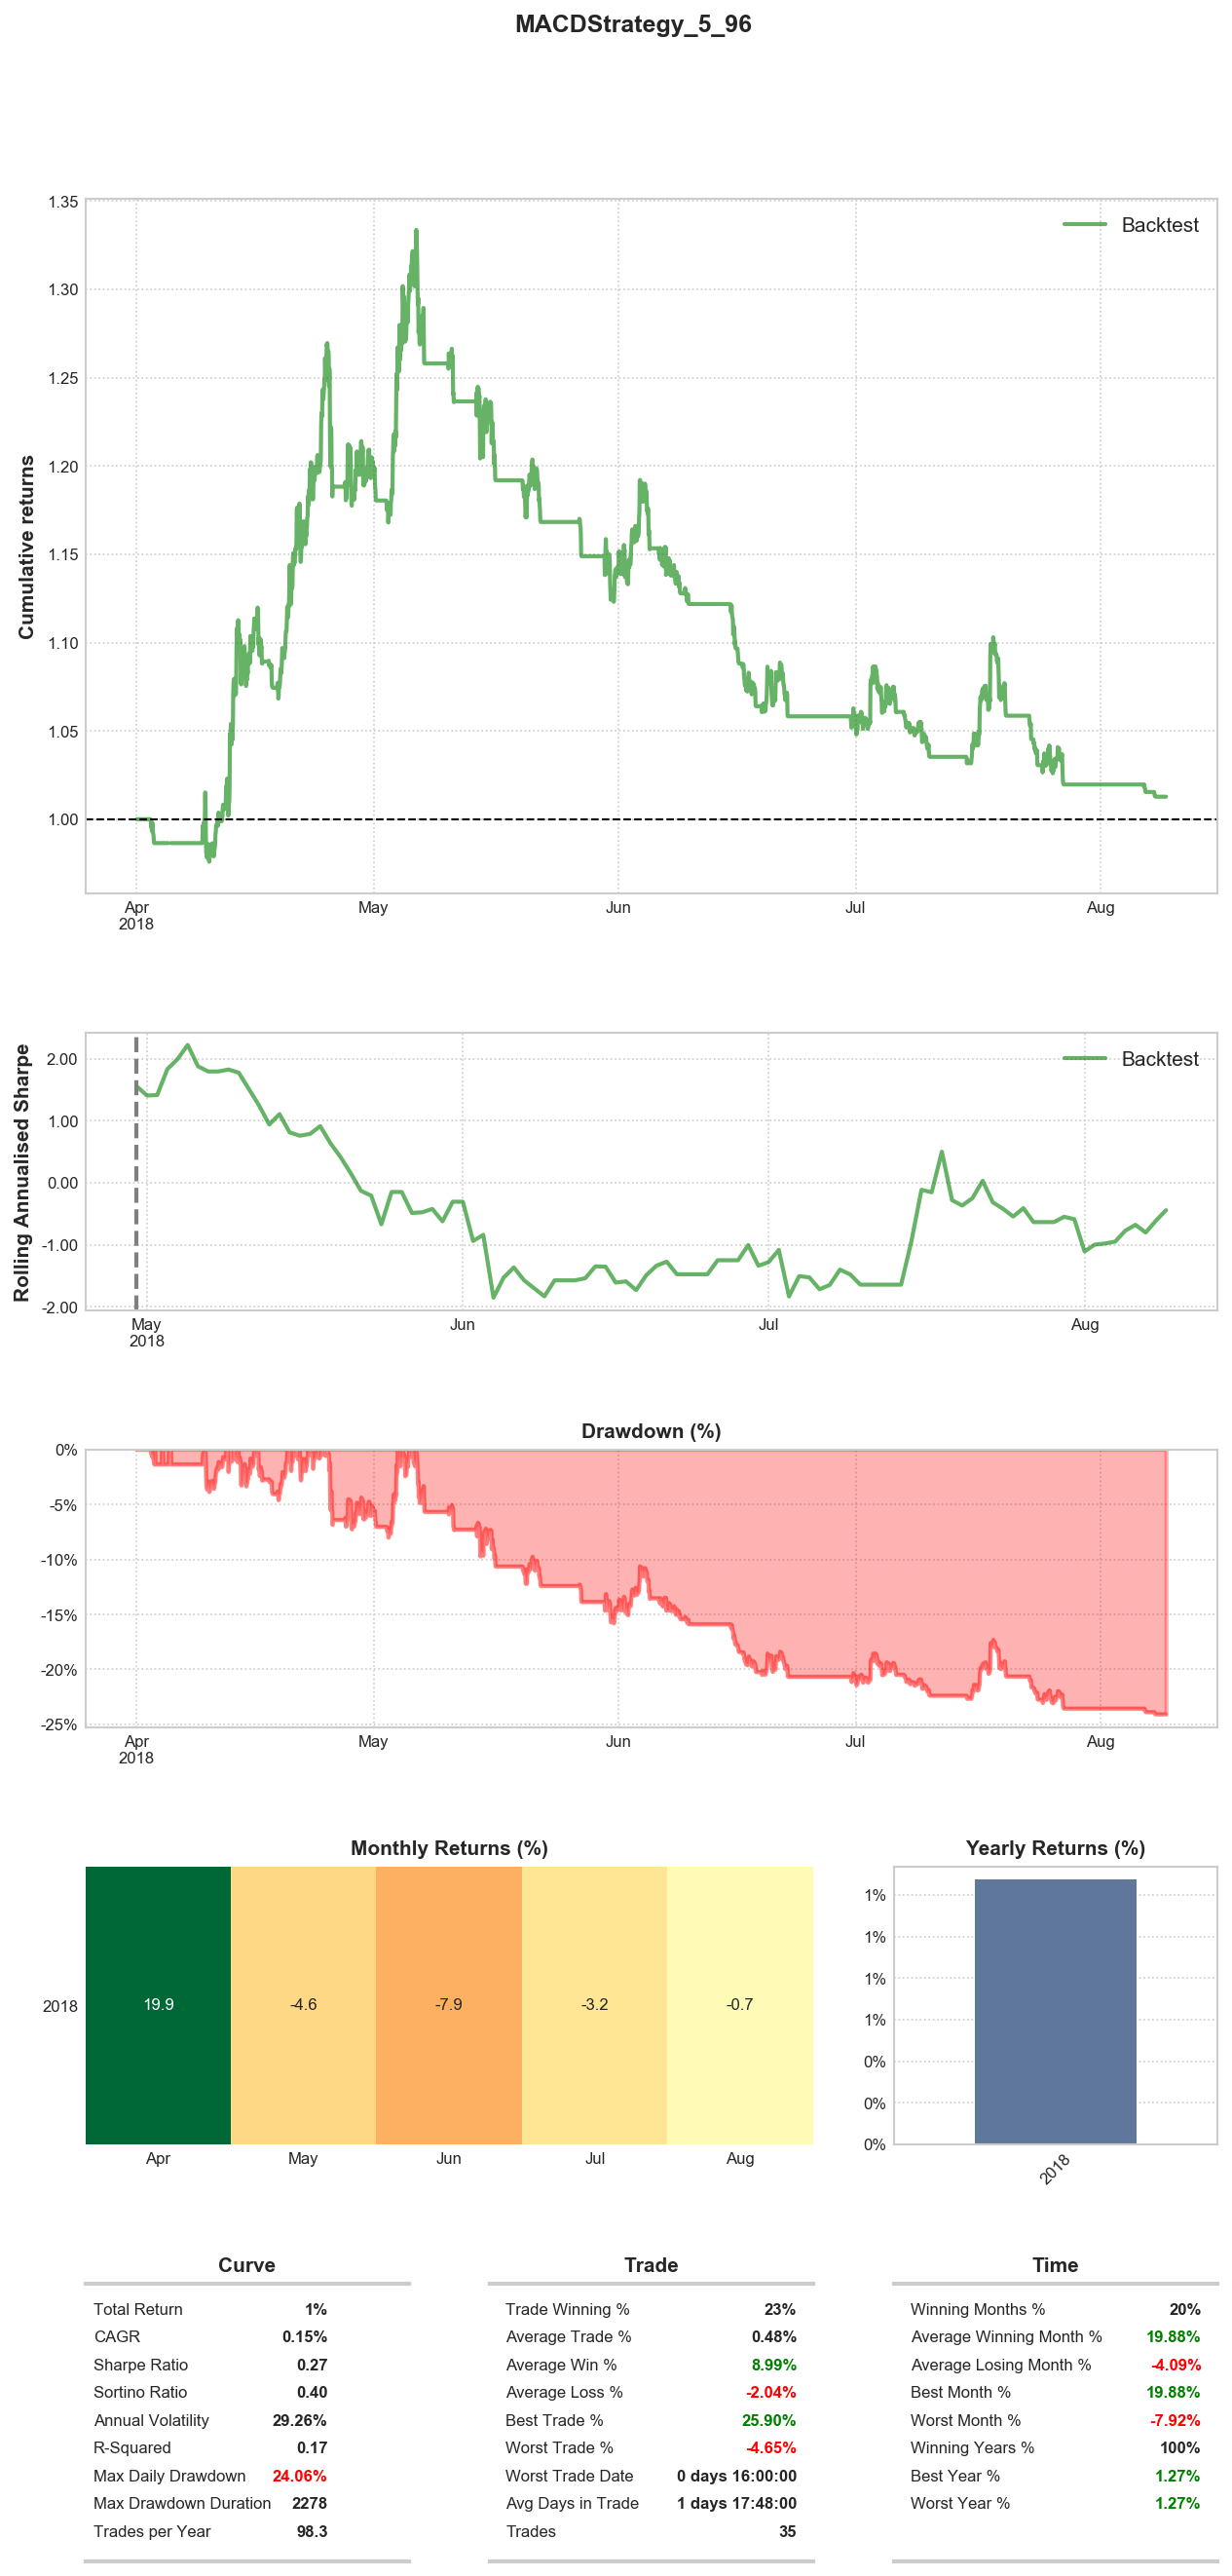 MACDStrategy_5_96
1.35
1.30
1.25
1.20
1.15
1.10
1.05
1.00
Cumulative returns
Backtest
Apr
2018
May
Jun
Jul
Aug
2.00
1.00
0.00
-1.00
-2.00
Rolling Annualised Sharpe
Backtest
May
2018
Jun
Jul
Aug
Drawdown (%)
0%
-5%
-10%
-15%
-20%
-25%
Apr
2018
May
Jun
Jul
Aug
Monthly Returns (%)
2018
19.9
-4.6
-7.9
-3.2
-0.7
Apr
May
Jun
Jul
Aug
Yearly Returns (%)
1%
1%
1%
1%
0%
0%
0%
2018
Curve
Total Return 1%
CAGR 0.15%
Sharpe Ratio 0.27
Sortino Ratio 0.40
Annual Volatility 29.26%
R-Squared 0.17
Max Daily Drawdown 24.06%
Max Drawdown Duration 2278
Trades per Year 98.3
Trade
Trade Winning % 23%
Average Trade % 0.48%
Average Win % 8.99%
Average Loss % -2.04%
Best Trade % 25.90%
Worst Trade % -4.65%
Worst Trade Date 0 days 16:00:00
Avg Days in Trade 1 days 17:48:00
Trades 35
Time
Winning Months % 20%
Average Winning Month % 19.88%
Average Losing Month % -4.09%
Best Month % 19.88%
Worst Month % -7.92%
Winning Years % 100%
Best Year % 1.27%
Worst Year % 1.27%